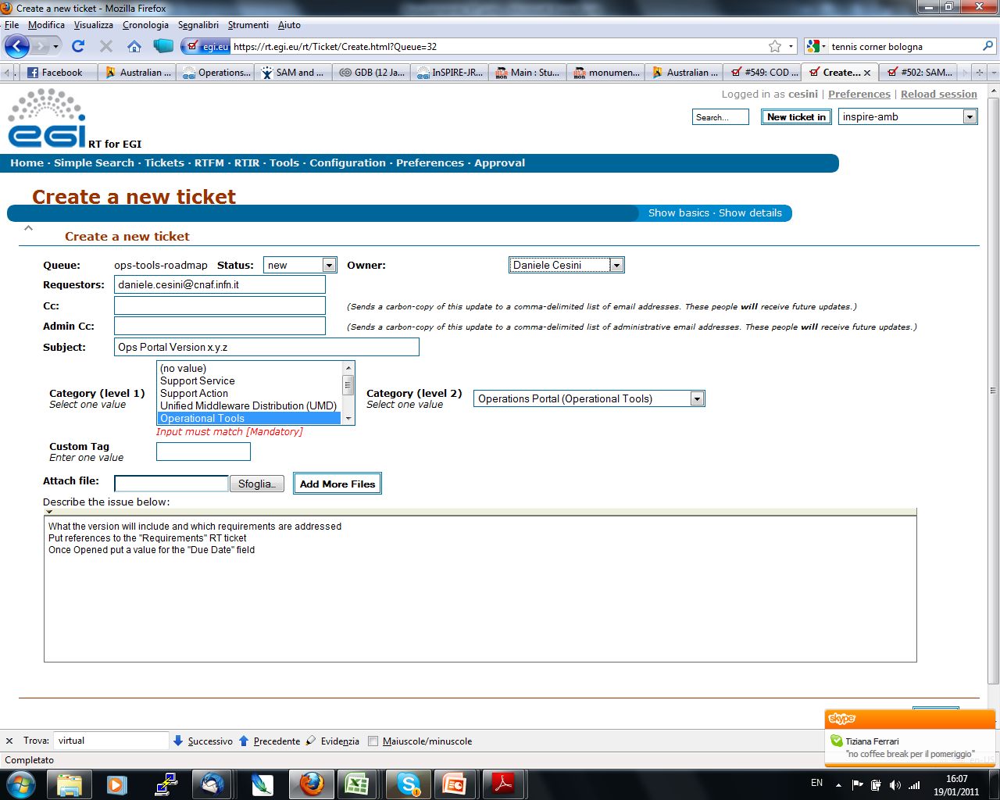 Create a new ticket - Mozilla Firefox
File Modifica Visualizza Cronologia Segnalibri Strumenti Aiuto
egi.eu https://rt.egi.eu/rt/Ticket/Create.html?Queue=32
tennis corner bologna
Facebook
Australian ...
Operations...
SAM and ...
GDB (12 Ja...
InSPIRE-JR...
Main : Stu...
monumen...
Australian ...
#549: COD ...
Create...
#502: SAM...
Logged in as cesini | Preferences | Reload session
Search...
New ticket in
inspire-amb
egi RT for EGI
Home · Simple Search · Tickets · RTFM · RTIR · Tools · Configuration · Preferences · Approval
Create a new ticket
Show basics · Show details
Create a new ticket
Queue: ops-tools-roadmap Status: new Owner: Daniele Cesini
Requestors: daniele.cesini@cnaf.infn.it
Cc: (Sends a carbon-copy of this update to a comma-delimited list of email addresses. These people will receive future updates.)
Admin Cc: (Sends a carbon-copy of this update to a comma-delimited list of administrative email addresses. These people will receive future updates.)
Subject: Ops Portal Version x.y.z
Category (level 1)
Select one value
(no value)
Support Service
Support Action
Unified Middleware Distribution (UMD)
Operational Tools
Input must match [Mandatory]
Category (level 2)
Select one value
Operations Portal (Operational Tools)
Custom Tag
Enter one value
Attach file: Sfoglia... Add More Files
Describe the issue below:
What the version will include and which requirements are addressed
Put references to the "Requirements" RT ticket
Once Opened put a value for the "Due Date" field
skype
Tiziana Ferrari
"no coffee break per il pomeriggio"
Trova: virtual Successivo Precedente Evidenzia Maiuscole/minuscole
Completato
EN
16:07
19/01/2011